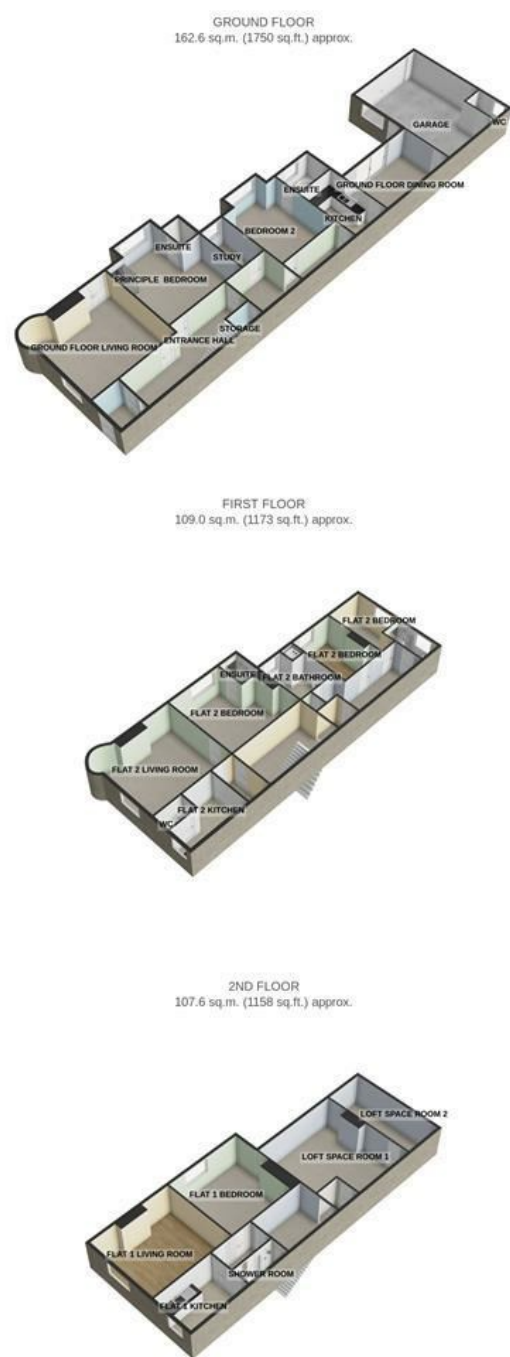 GROUND FLOOR
162.6 sq.m. (1750 sq.ft.) approx.
GARAGE
WC
ENSUITE
GROUND FLOOR DINING ROOM
KITCHEN
BEDROOM 2
ENSUITE
STUDY
PRINCIPLE BEDROOM
STORAGE
ENTRANCE HALL
GROUND FLOOR LIVING ROOM
FIRST FLOOR
109.0 sq.m. (1173 sq.ft.) approx.
FLAT 2 BEDROOM
FLAT 2 BEDROOM
ENSUITE
FLAT 2 BATHROOM
FLAT 2 BEDROOM
FLAT 2 LIVING ROOM
FLAT 2 KITCHEN
WC
2ND FLOOR
107.6 sq.m. (1158 sq.ft.) approx.
LOFT SPACE ROOM 2
LOFT SPACE ROOM 1
FLAT 1 BEDROOM
FLAT 1 LIVING ROOM
SHOWER ROOM
FLAT 1 KITCHEN